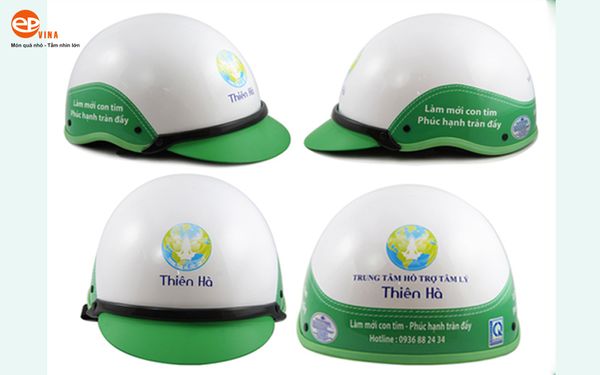 EP
VINA
Món quà nhỏ - Tầm nhìn lớn
Thiên Hà
Làm mới con tim
Phúc hạnh tràn đầy
Làm mới con tim
Phúc hạnh tràn đầy
Thiên Hà
TRUNG TÂM HỖ TRỢ TÂM LÝ
Thiên Hà
Làm mới con tim - Phúc hạnh tràn đầy
Hotline : 0936 88 24 34